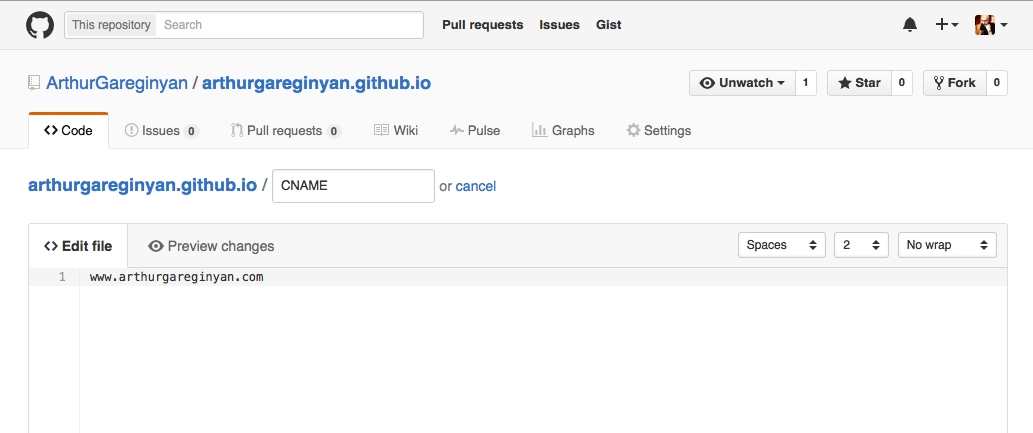 This repository Search Pull requests Issues Gist
ArthurGareginyan / arthurgareginyan.github.io Unwatch 1 Star 0 Fork 0
Code Issues 0 Pull requests 0 Wiki Pulse Graphs Settings
arthurgareginyan.github.io / CNAME or cancel
Edit file Preview changes Spaces 2 No wrap
1 www.arthurgareginyan.com